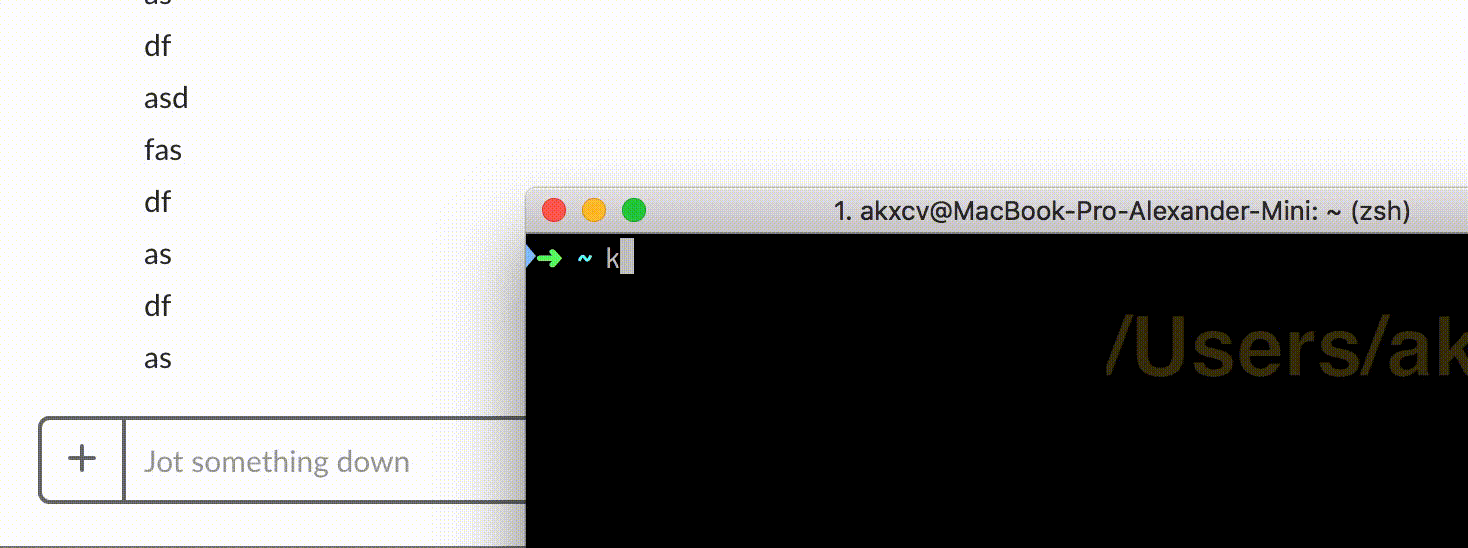 as
df
asd
fas
df
as
df
as
+ Jot something down
1. akxcv@MacBook-Pro-Alexander-Mini: ~ (zsh)
➜ ~ k
/Users/ak